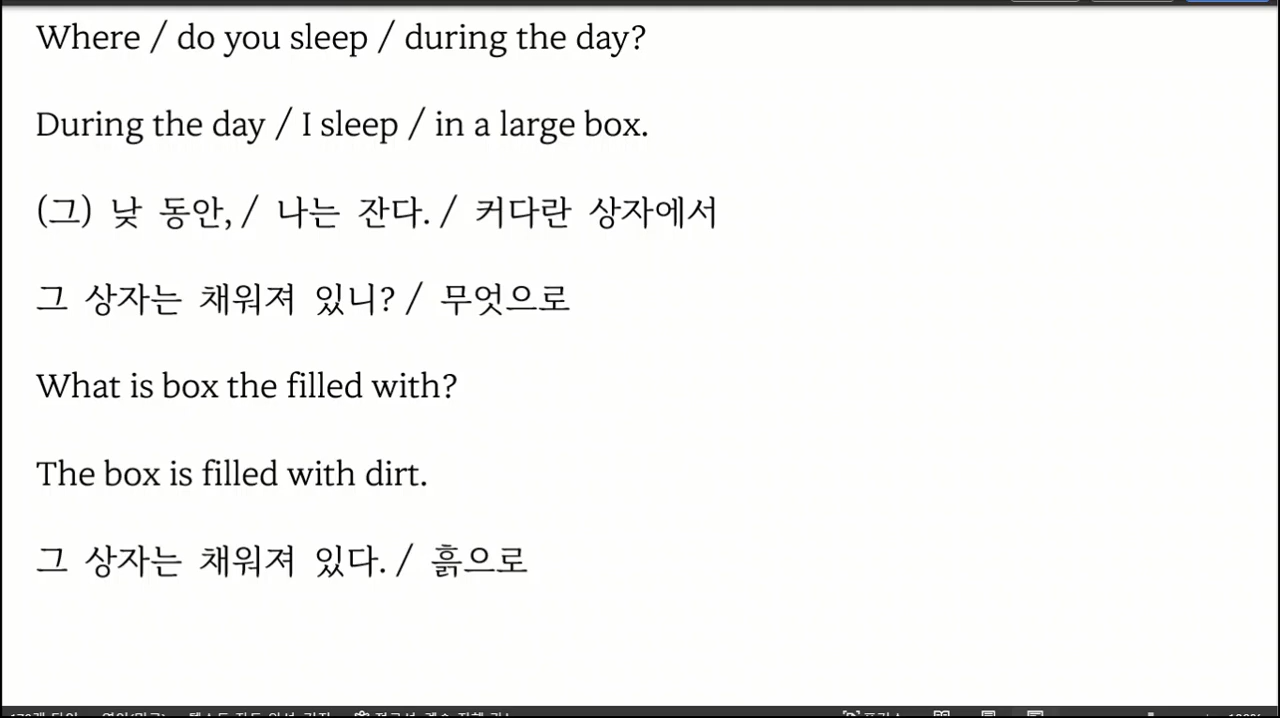 Where / do you sleep / during the day?
During the day / I sleep / in a large box.
(그) 낮 동안, / 나는 잔다. / 커다란 상자에서
그 상자는 채워져 있니? / 무엇으로
What is box the filled with?
The box is filled with dirt.
그 상자는 채워져 있다. / 흙으로